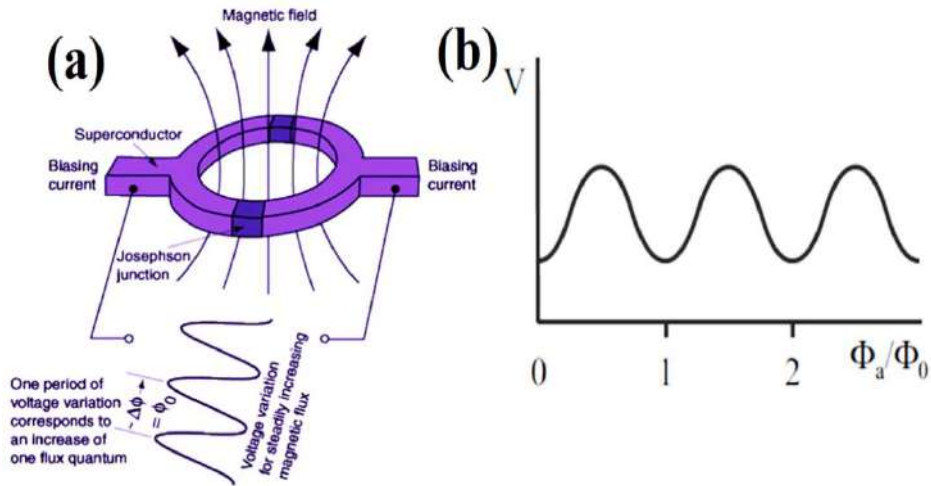 (a)
Magnetic field
Superconductor
Biasing
current
Biasing
current
Josephson
junction
One period of
voltage variation
corresponds to
an increase of
one flux quantum
-Δϕ-
= ϕ₀
Voltage variation
for steadily increasing
magnetic flux
(b)
V
0
1
2
Φₐ/Φ₀